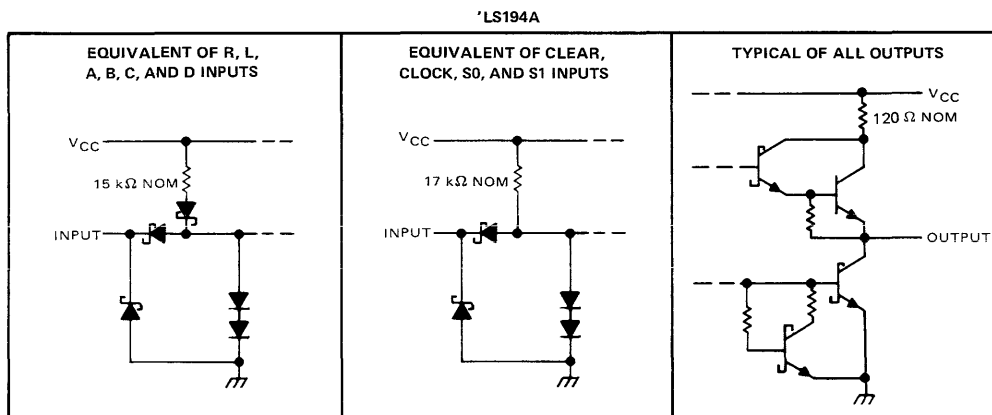 'LS194A
EQUIVALENT OF R, L,
A, B, C, AND D INPUTS
VCC
15 kΩ NOM
INPUT
EQUIVALENT OF CLEAR,
CLOCK, S0, AND S1 INPUTS
VCC
17 kΩ NOM
INPUT
TYPICAL OF ALL OUTPUTS
VCC
120 Ω NOM
OUTPUT